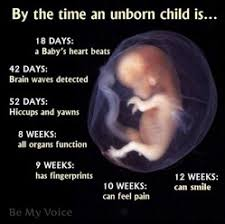 By the time an unborn child is...
18 DAYS:
a Baby's heart beats
42 DAYS:
Brain waves detected
52 DAYS:
Hiccups and yawns
8 WEEKS:
all organs function
9 WEEKS:
has fingerprints
10 WEEKS:
can feel pain
12 WEEKS:
can smile
Be My Voice